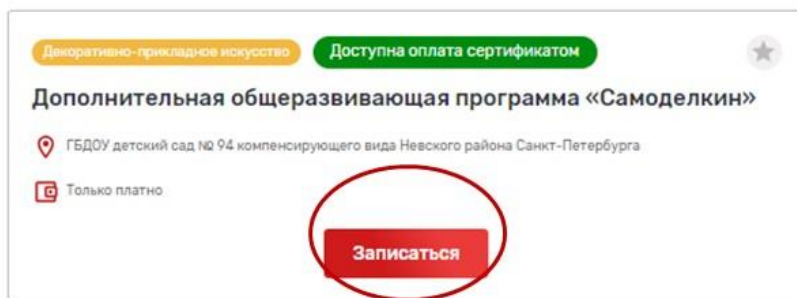 Декоративно-прикладное искусство Доступна оплата сертификатом
Дополнительная общеразвивающая программа «Самоделкин»
ГБДОУ детский сад № 94 компенсирующего вида Невского района Санкт-Петербурга
Только платно
Записаться